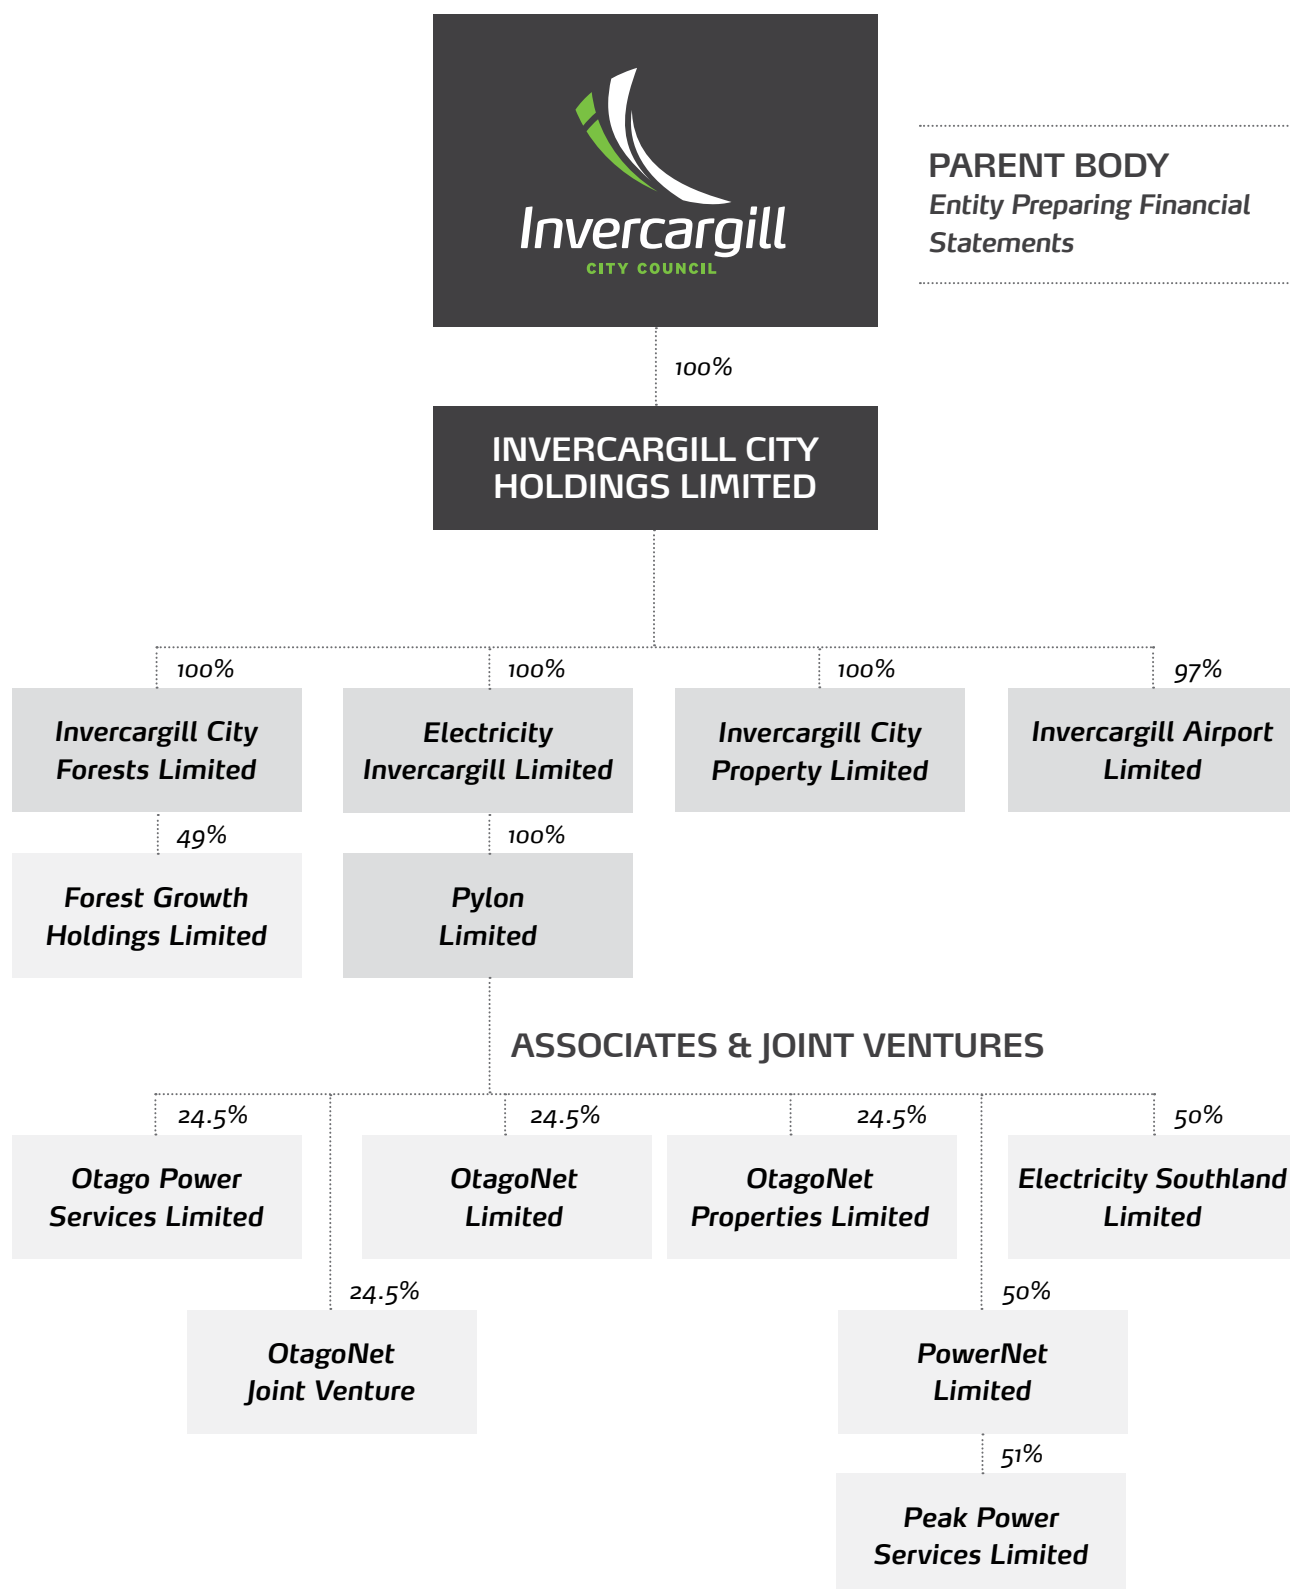 Invercargill
CITY COUNCIL
PARENT BODY
Entity Preparing Financial
Statements
100%
INVERCARGILL CITY
HOLDINGS LIMITED
100%
100%
100%
97%
Invercargill City
Forests Limited
Electricity
Invercargill Limited
Invercargill City
Property Limited
Invercargill Airport
Limited
49%
100%
Forest Growth
Holdings Limited
Pylon
Limited
ASSOCIATES & JOINT VENTURES
24.5%
24.5%
24.5%
50%
Otago Power
Services Limited
OtagoNet
Limited
OtagoNet
Properties Limited
Electricity Southland
Limited
24.5%
50%
OtagoNet
Joint Venture
PowerNet
Limited
51%
Peak Power
Services Limited